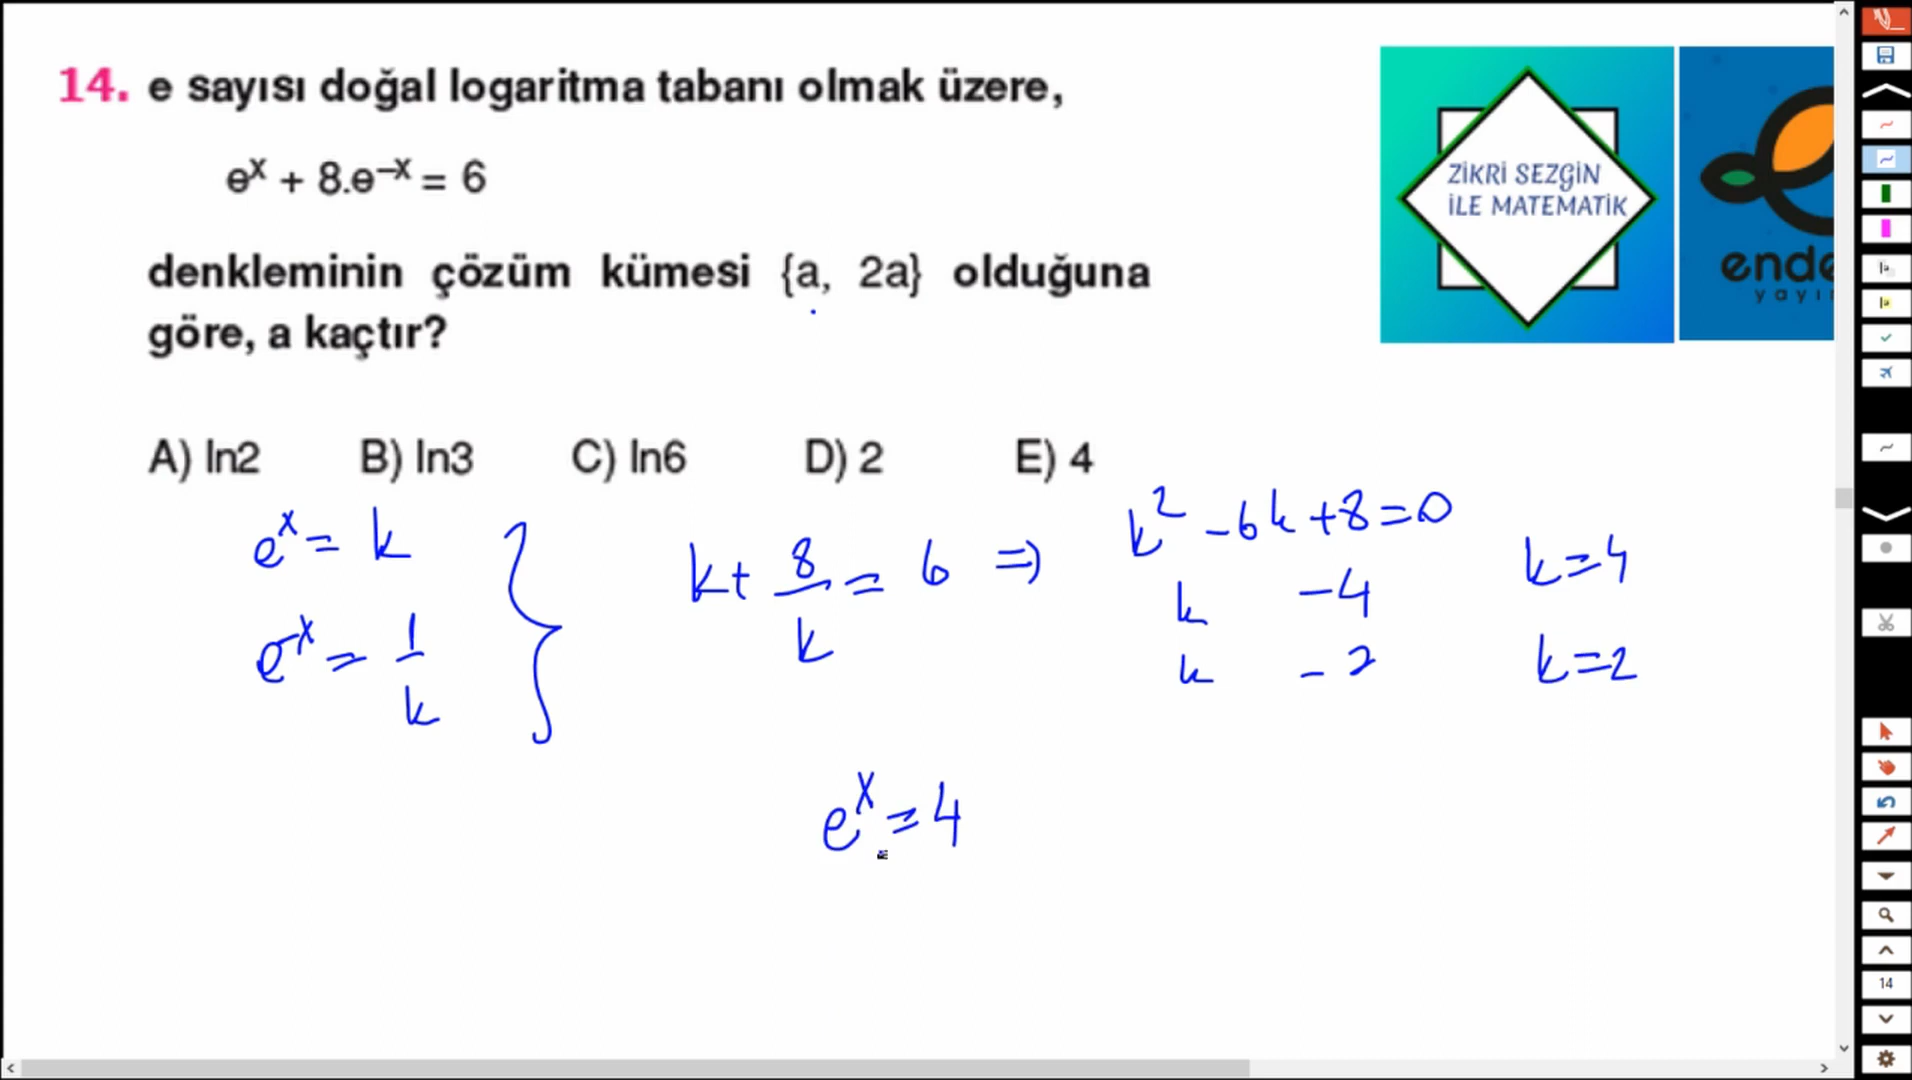 14. e sayısı doğal logaritma tabanı olmak üzere,
eˣ + 8.e⁻ˣ = 6
denkleminin çözüm kümesi {a, 2a} olduğuna
göre, a kaçtır?
A) ln2 B) ln3 C) ln6 D) 2 E) 4
ZİKRİ SEZGİN
İLE MATEMATİK
eˣ = k
e⁻ˣ = 1/k
k + 8/k = 6 ⇒
k² - 6k + 8 = 0
k -4
k -2
k = 4
k = 2
eˣ = 4
14